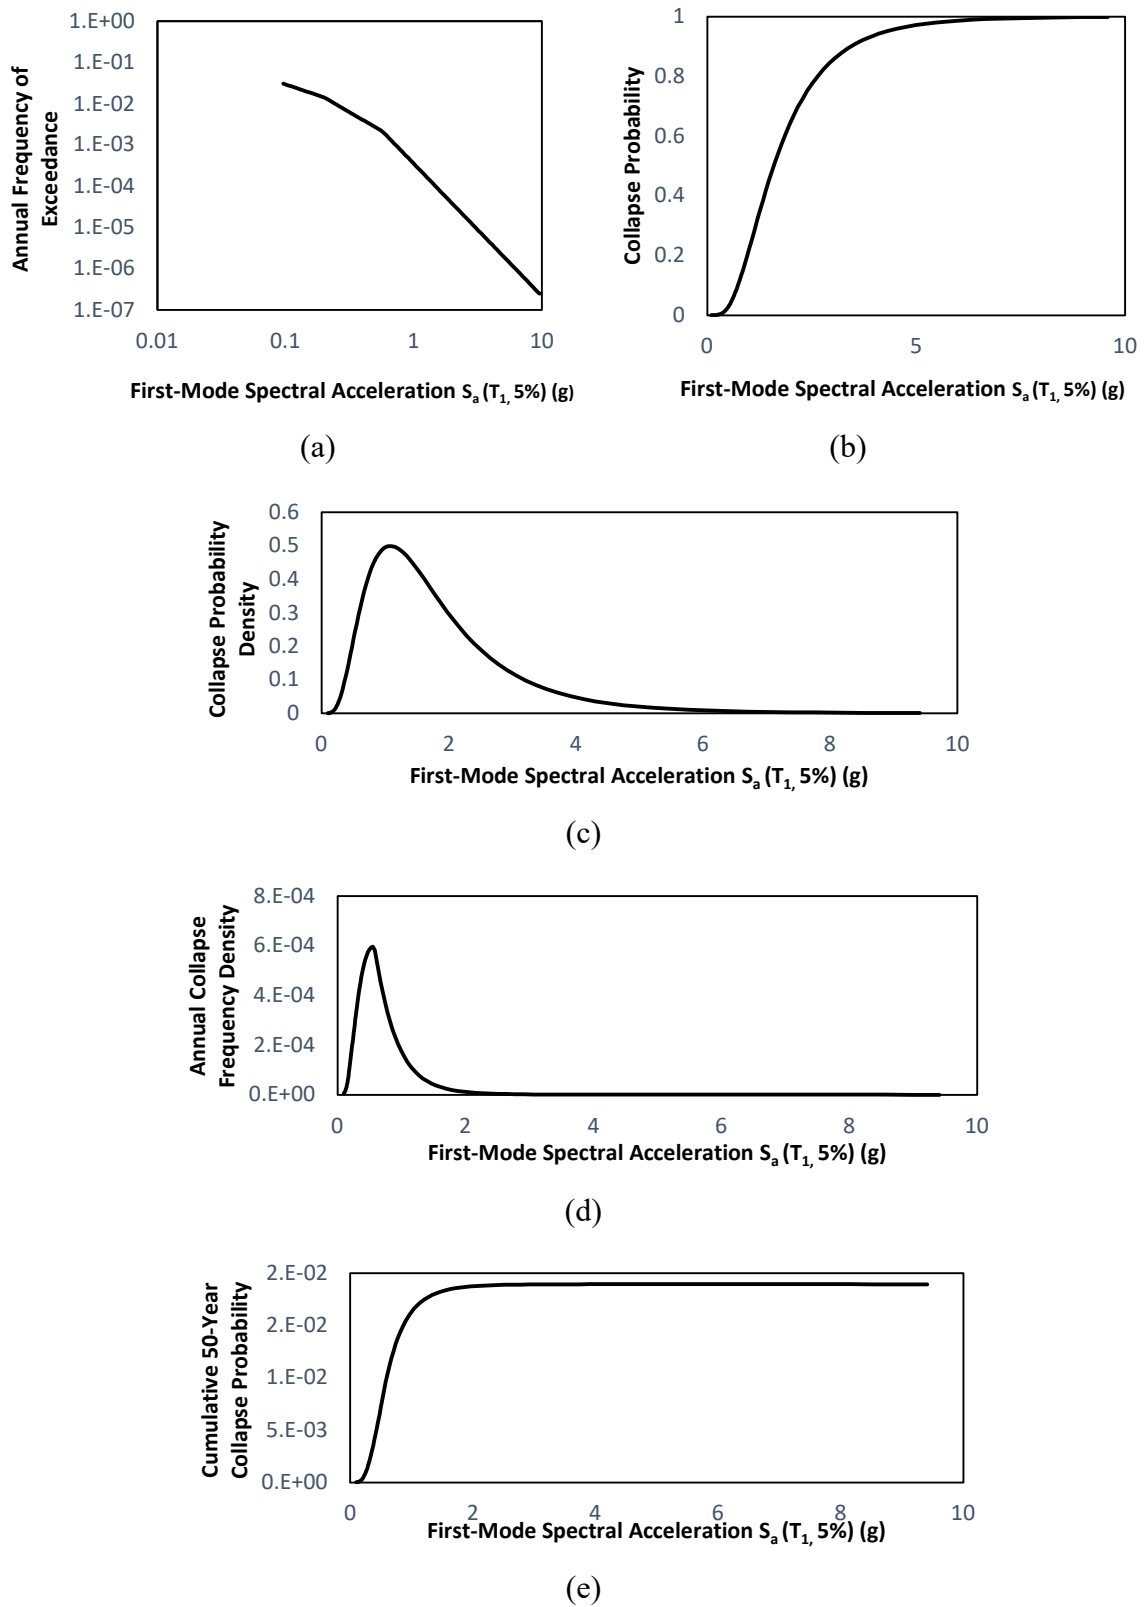 Annual Frequency of
Exceedance
1.E+00
1.E-01
1.E-02
1.E-03
1.E-04
1.E-05
1.E-06
1.E-07
0.01 0.1 1 10
First-Mode Spectral Acceleration Sa (T1, 5%) (g)
(a)
Collapse Probability
1
0.8
0.6
0.4
0.2
0
0 5 10
First-Mode Spectral Acceleration Sa (T1, 5%) (g)
(b)
Collapse Probability
Density
0.6
0.5
0.4
0.3
0.2
0.1
0
0 2 4 6 8 10
First-Mode Spectral Acceleration Sa (T1, 5%) (g)
(c)
Annual Collapse
Frequency Density
8.E-04
6.E-04
4.E-04
2.E-04
0.E+00
0 2 4 6 8 10
First-Mode Spectral Acceleration Sa (T1, 5%) (g)
(d)
Cumulative 50-Year
Collapse Probability
2.E-02
2.E-02
1.E-02
5.E-03
0.E+00
0 2 4 6 8 10
First-Mode Spectral Acceleration Sa (T1, 5%) (g)
(e)